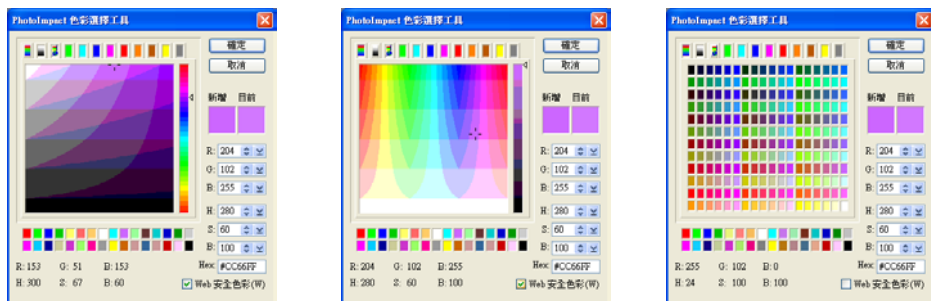 PhotoImpact 色彩選擇工具
確定
取消
新增 目前
R: 204
G: 102
B: 255
H: 280
S: 60
B: 100
Hex #CC66FF
R: 153 G: 51 B: 153
H: 300 S: 67 B: 60
Web 安全色彩(W)
PhotoImpact 色彩選擇工具
確定
取消
新增 目前
R: 204
G: 102
B: 255
H: 280
S: 60
B: 100
Hex #CC66FF
R: 204 G: 102 B: 255
H: 280 S: 60 B: 100
Web 安全色彩(W)
PhotoImpact 色彩選擇工具
確定
取消
新增 目前
R: 204
G: 102
B: 255
H: 280
S: 60
B: 100
Hex #CC66FF
R: 255 G: 102 B: 0
H: 24 S: 100 B: 100
Web 安全色彩(W)